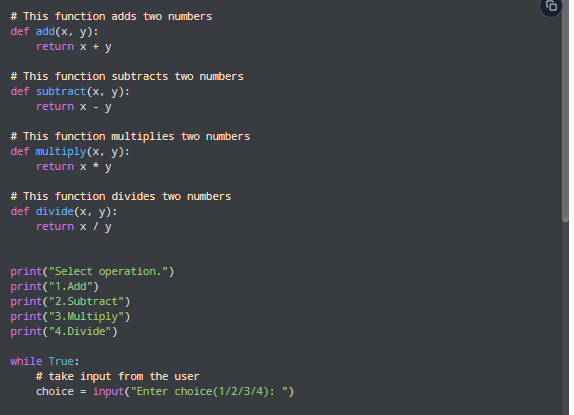 # This function adds two numbers
def add(x, y):
    return x + y

# This function subtracts two numbers
def subtract(x, y):
    return x - y

# This function multiplies two numbers
def multiply(x, y):
    return x * y

# This function divides two numbers
def divide(x, y):
    return x / y


print("Select operation.")
print("1.Add")
print("2.Subtract")
print("3.Multiply")
print("4.Divide")

while True:
    # take input from the user
    choice = input("Enter choice(1/2/3/4): ")